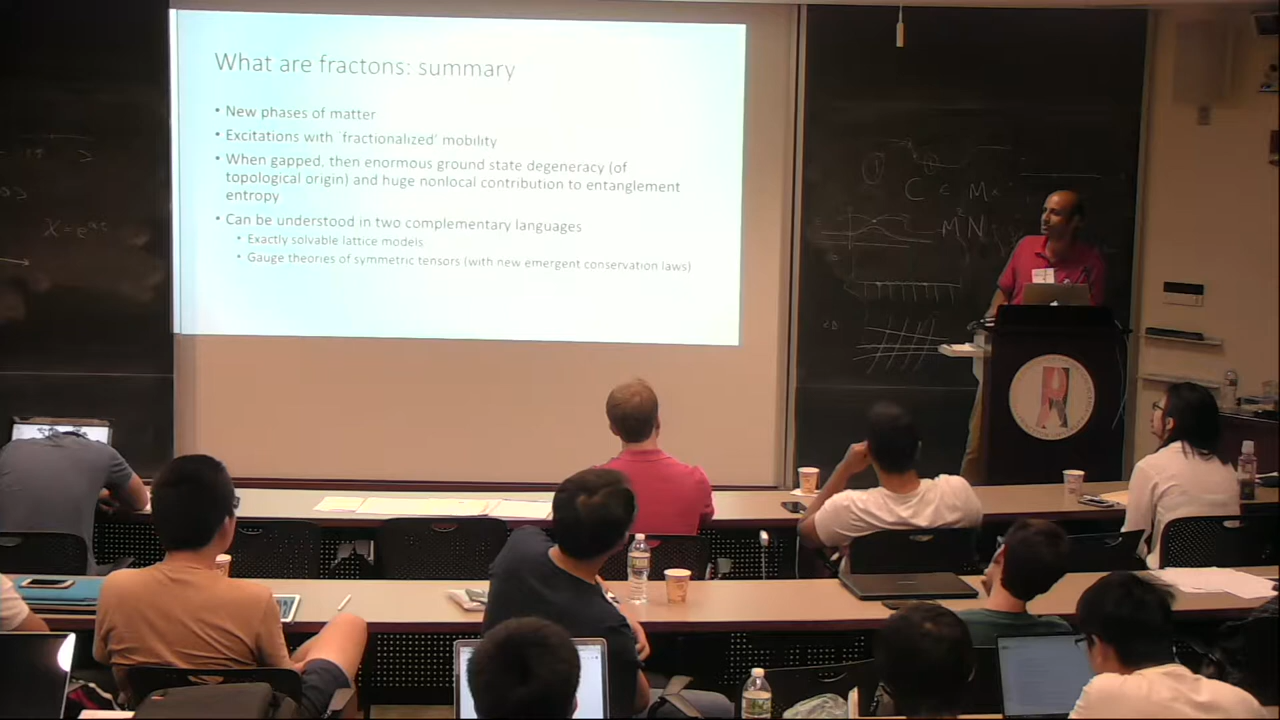 What are fractons: summary
• New phases of matter
• Excitations with 'fractionalized' mobility
• When gapped, then enormous ground state degeneracy (of
topological origin) and huge nonlocal contribution to entanglement
entropy
• Can be understood in two complementary languages
• Exactly solvable lattice models
• Gauge theories of symmetric tensors (with new emergent conservation laws)